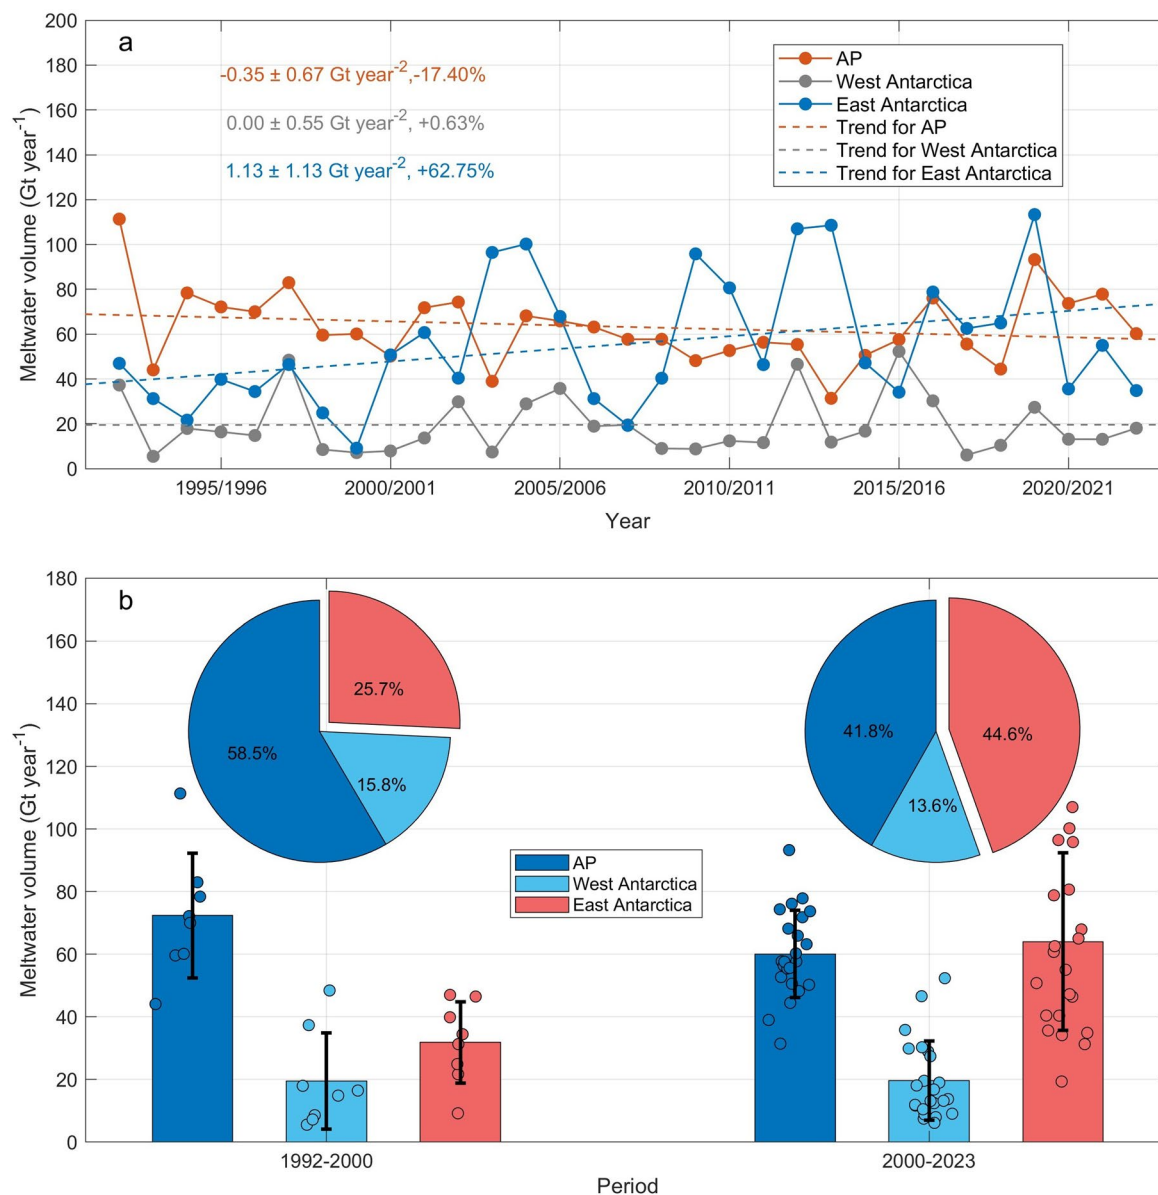 a
200
180
160
140
120
100
80
60
40
20
0
Meltwater volume (Gt year⁻¹)
-0.35 ± 0.67 Gt year⁻²,-17.40%
0.00 ± 0.55 Gt year⁻², +0.63%
1.13 ± 1.13 Gt year⁻², +62.75%
AP
West Antarctica
East Antarctica
Trend for AP
Trend for West Antarctica
Trend for East Antarctica
1995/1996 2000/2001 2005/2006 2010/2011 2015/2016 2020/2021
Year
b
180
160
140
120
100
80
60
40
20
0
Meltwater volume (Gt year⁻¹)
25.7%
58.5%
15.8%
41.8%
44.6%
13.6%
AP
West Antarctica
East Antarctica
1992-2000 2000-2023
Period